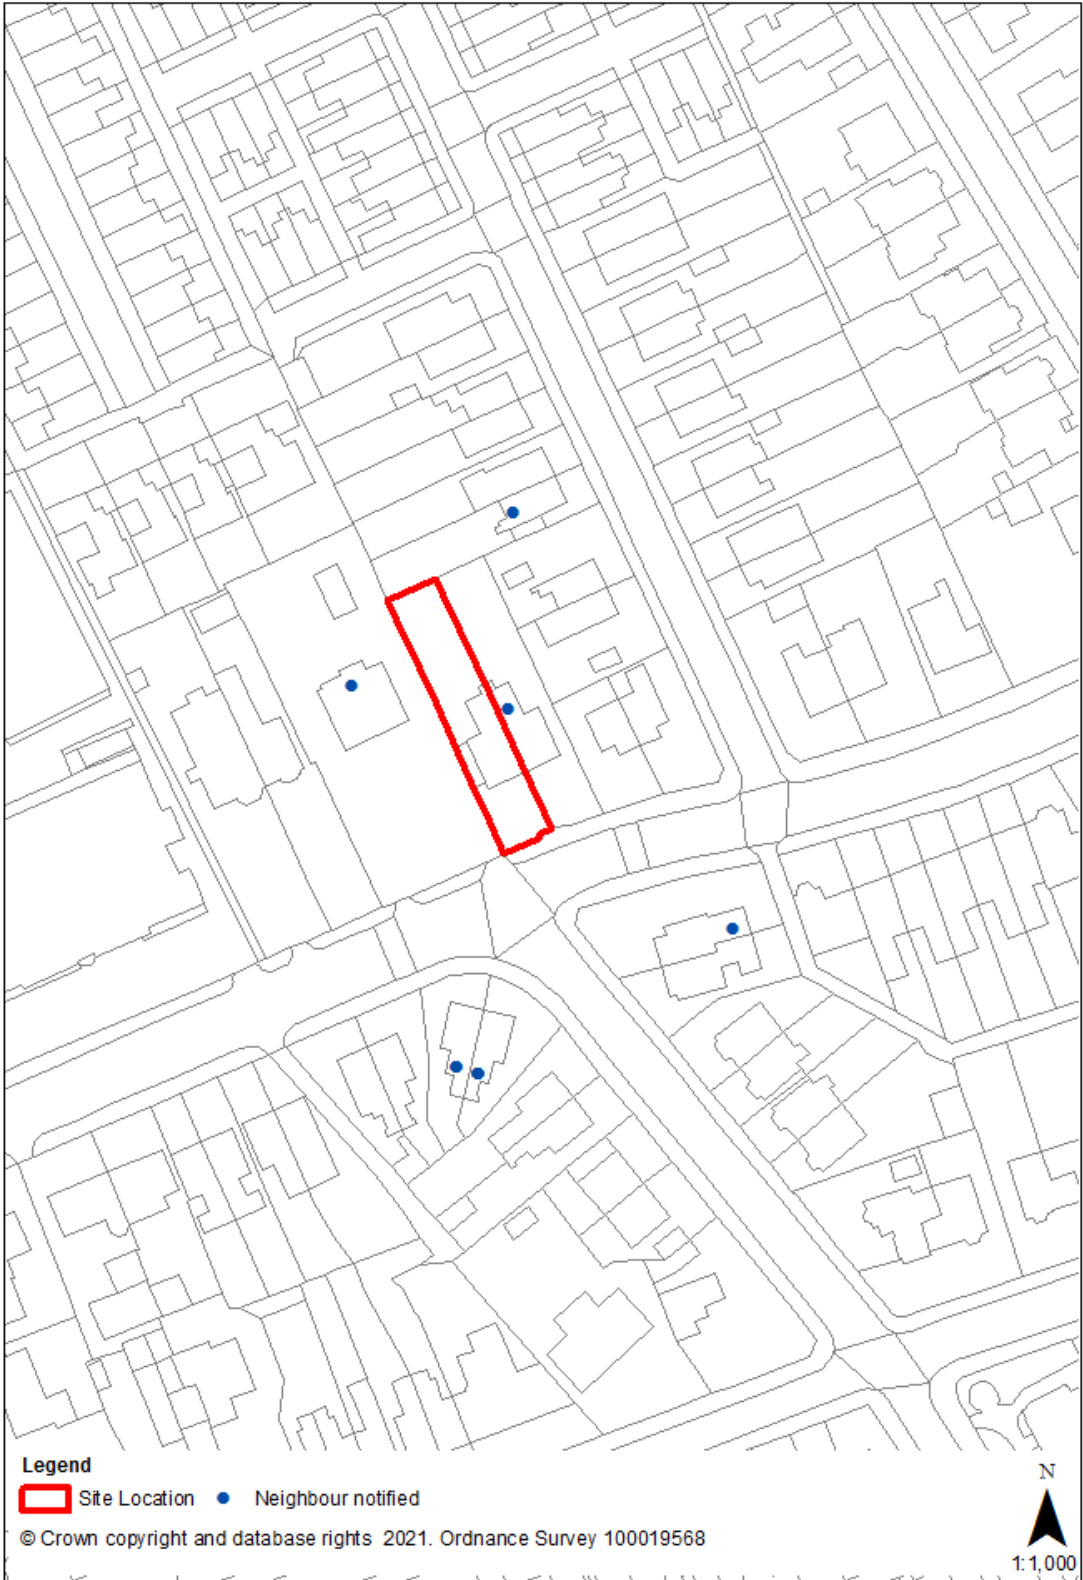 Legend
Site Location
Neighbour notified
© Crown copyright and database rights 2021. Ordnance Survey 100019568
N
1:1,000